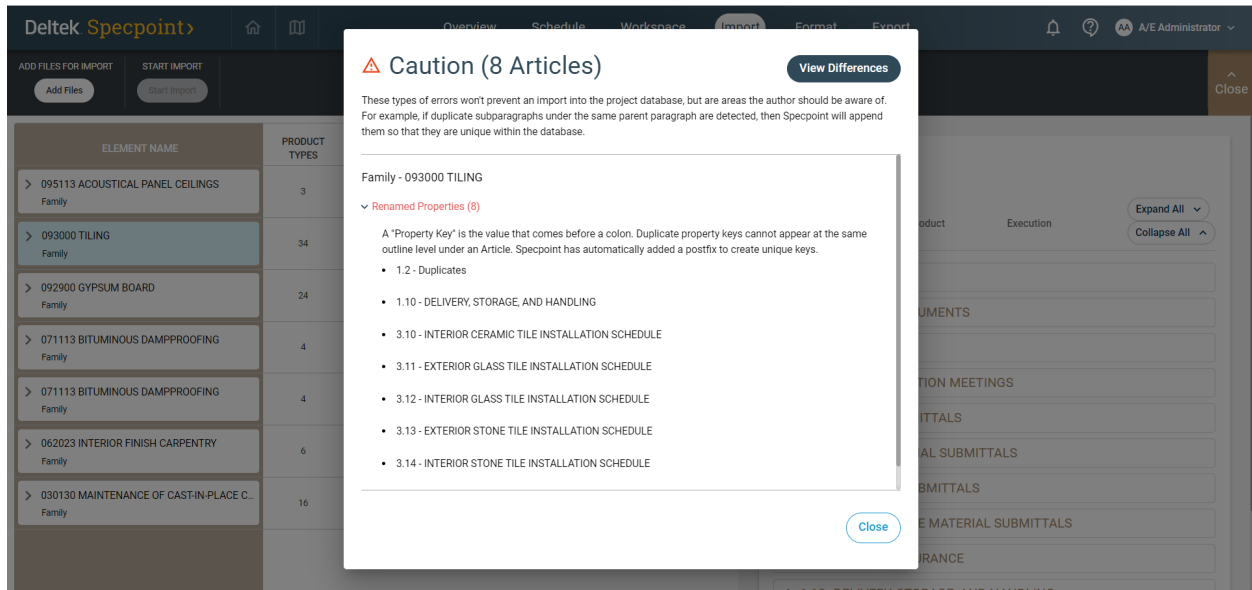 Deltek Specpoint
Overview Schedule Workspace Import Format Export
AA A/E Administrator
ADD FILES FOR IMPORT START IMPORT
Add Files Start Import
Close
Caution (8 Articles)
View Differences
These types of errors won't prevent an import into the project database, but are areas the author should be aware of.
For example, if duplicate subparagraphs under the same parent paragraph are detected, then Specpoint will append
them so that they are unique within the database.
ELEMENT NAME
PRODUCT
TYPES
095113 ACOUSTICAL PANEL CEILINGS
Family
3
093000 TILING
Family
34
092900 GYPSUM BOARD
Family
24
071113 BITUMINOUS DAMPPROOFING
Family
4
071113 BITUMINOUS DAMPPROOFING
Family
4
062023 INTERIOR FINISH CARPENTRY
Family
6
030130 MAINTENANCE OF CAST-IN-PLACE C...
Family
16
Family - 093000 TILING
Renamed Properties (8)
A "Property Key" is the value that comes before a colon. Duplicate property keys cannot appear at the same
outline level under an Article. Specpoint has automatically added a postfix to create unique keys.
• 1.2 - Duplicates
• 1.10 - DELIVERY, STORAGE, AND HANDLING
• 3.10 - INTERIOR CERAMIC TILE INSTALLATION SCHEDULE
• 3.11 - EXTERIOR GLASS TILE INSTALLATION SCHEDULE
• 3.12 - INTERIOR GLASS TILE INSTALLATION SCHEDULE
• 3.13 - EXTERIOR STONE TILE INSTALLATION SCHEDULE
• 3.14 - INTERIOR STONE TILE INSTALLATION SCHEDULE
Close
oduct Execution
Expand All
Collapse All
UMENTS
TION MEETINGS
ITTALS
AL SUBMITTALS
BMITTALS
E MATERIAL SUBMITTALS
URANCE